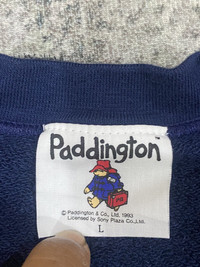 Paddington
© Paddington & Co., Ltd. 1993
Licensed by Sony Plaza Co., Ltd.
L